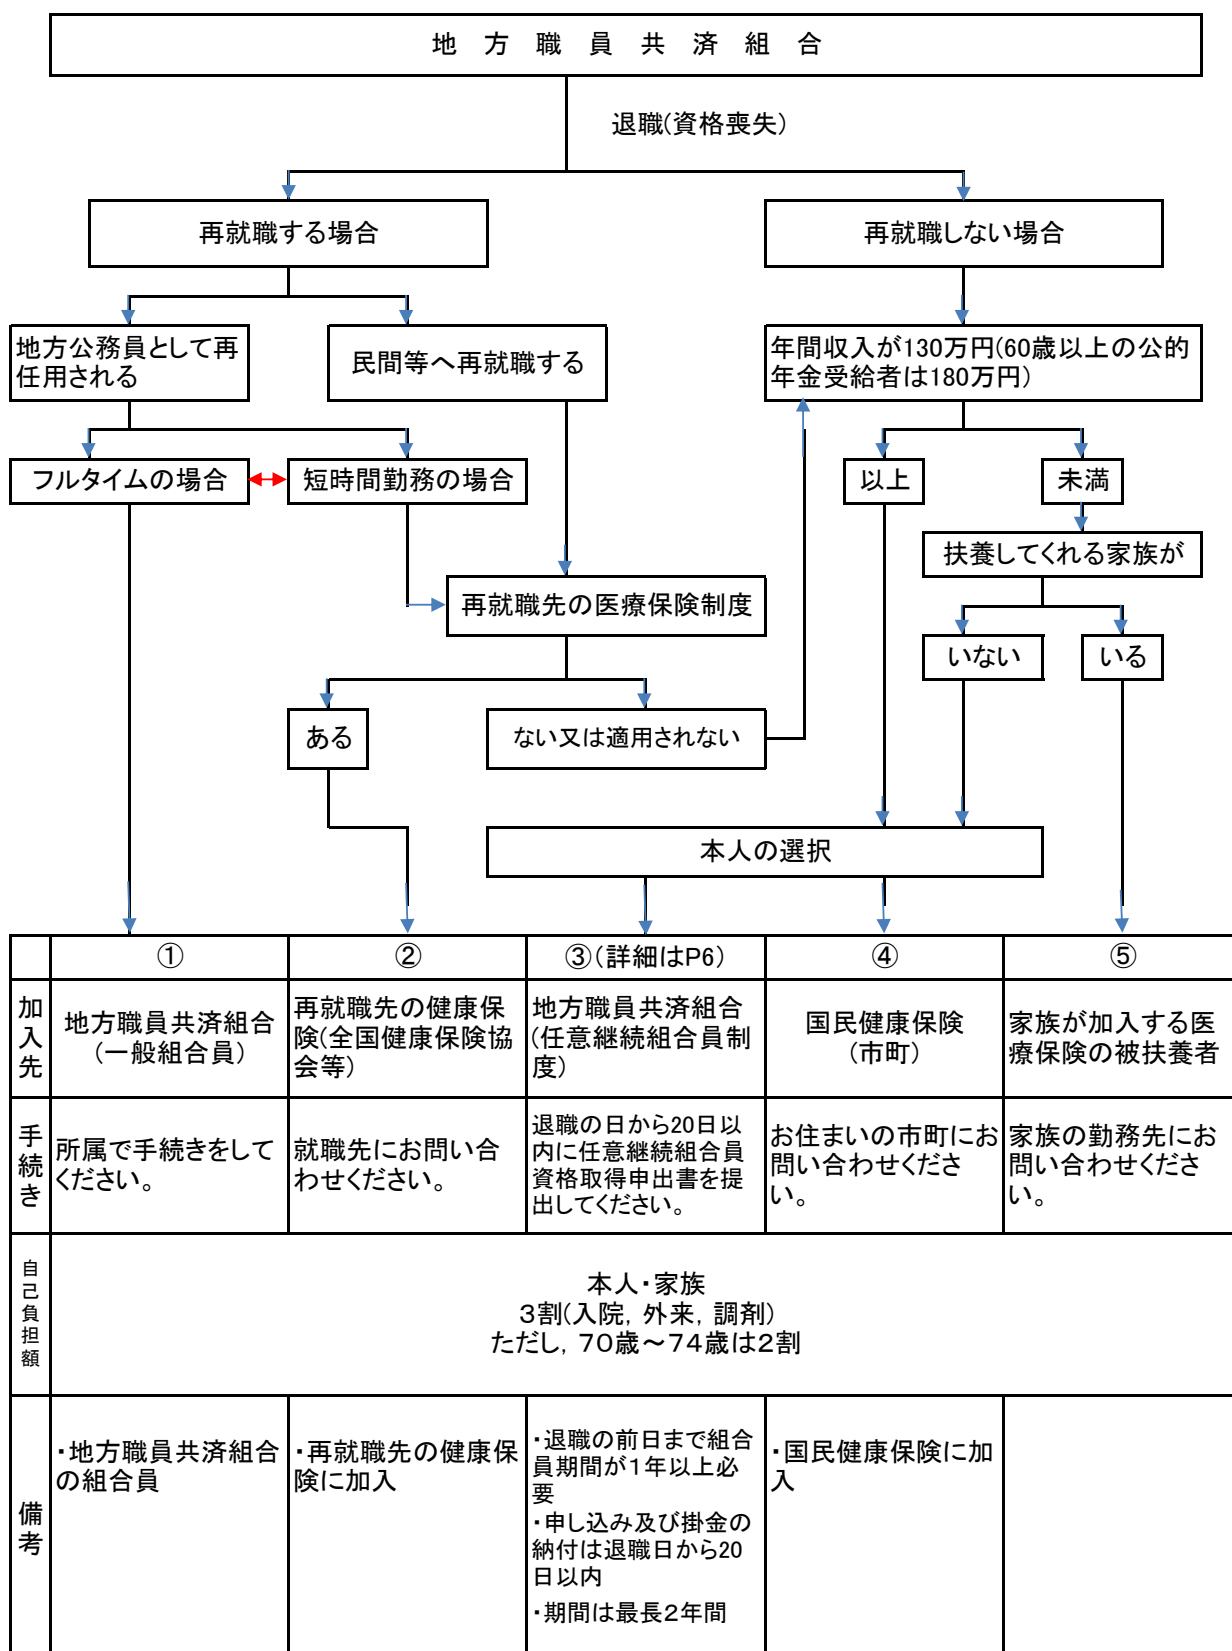 地 方 職 員 共 済 組 合
退職(資格喪失)
再就職する場合
再就職しない場合
地方公務員として再
任用される
民間等へ再就職する
年間収入が130万円(60歳以上の公的
年金受給者は180万円)
フルタイムの場合
短時間勤務の場合
以上
未満
扶養してくれる家族が
再就職先の医療保険制度
いない
いる
ある
ない又は適用されない
本人の選択
①
②
③(詳細はP6)
④
⑤
加入先
地方職員共済組合
(一般組合員)
再就職先の健康保
険(全国健康保険協
会等)
地方職員共済組合
(任意継続組合員制
度)
国民健康保険
(市町)
家族が加入する医
療保険の被扶養者
手続き
所属で手続きをして
ください。
就職先にお問い合
わせください。
退職の日から20日以
内に任意継続組合員
資格取得申出書を提
出してください。
お住まいの市町にお
問い合わせくださ
い。
家族の勤務先にお
問い合わせくださ
い。
自己負担額
本人・家族
3割(入院, 外来, 調剤)
ただし, 70歳~74歳は2割
備考
・地方職員共済組合
の組合員
・再就職先の健康保
険に加入
・退職の前日まで組合
員期間が1年以上必
要
・申し込み及び掛金の
納付は退職日から20
日以内
・期間は最長2年間
・国民健康保険に加
入